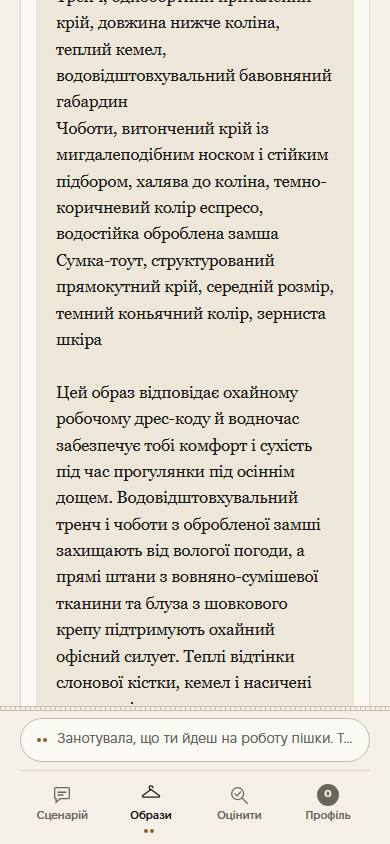 Тренч, однобортний приталений
крій, довжина нижче коліна,
теплий кемел,
водовідштовхувальний бавовняний
габардин
Чоботи, витончений крій із
мигдалеподібним носком і стійким
підбором, халява до коліна, темно-
коричневий колір еспресо,
водостійка оброблена замша
Сумка-тоут, структурований
прямокутний крій, середній розмір,
темний коньячний колір, зерниста
шкіра
Цей образ відповідає охайному
робочому дрес-коду й водночас
забезпечує тобі комфорт і сухість
під час прогулянки під осіннім
дощем. Водовідштовхувальний
тренч і чоботи з обробленої замші
захищають від вологої погоди, а
прямі штани з вовняно-сумішевої
тканини та блуза з шовкового
крепу підтримують охайний
офісний силует. Теплі відтінки
слонової кістки, кемел і насичені
Занотувала, що ти йдеш на роботу пішки. Т...
Сценарій
Образи
Оцінити
0
Профіль